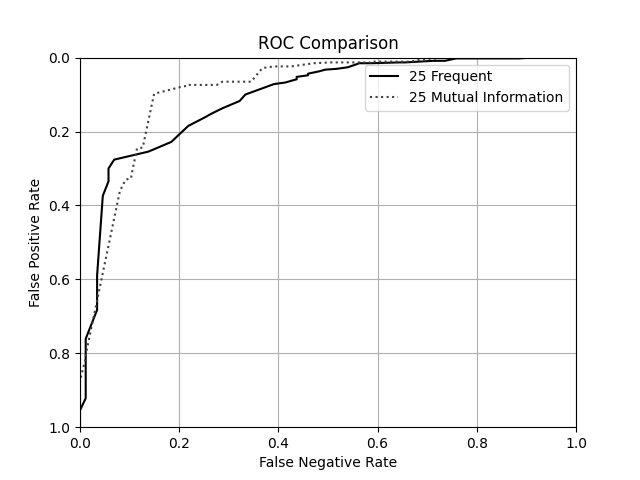 ROC Comparison
0.0
0.2
0.4
0.6
0.8
1.0
False Positive Rate
25 Frequent
25 Mutual Information
0.0 0.2 0.4 0.6 0.8 1.0
False Negative Rate